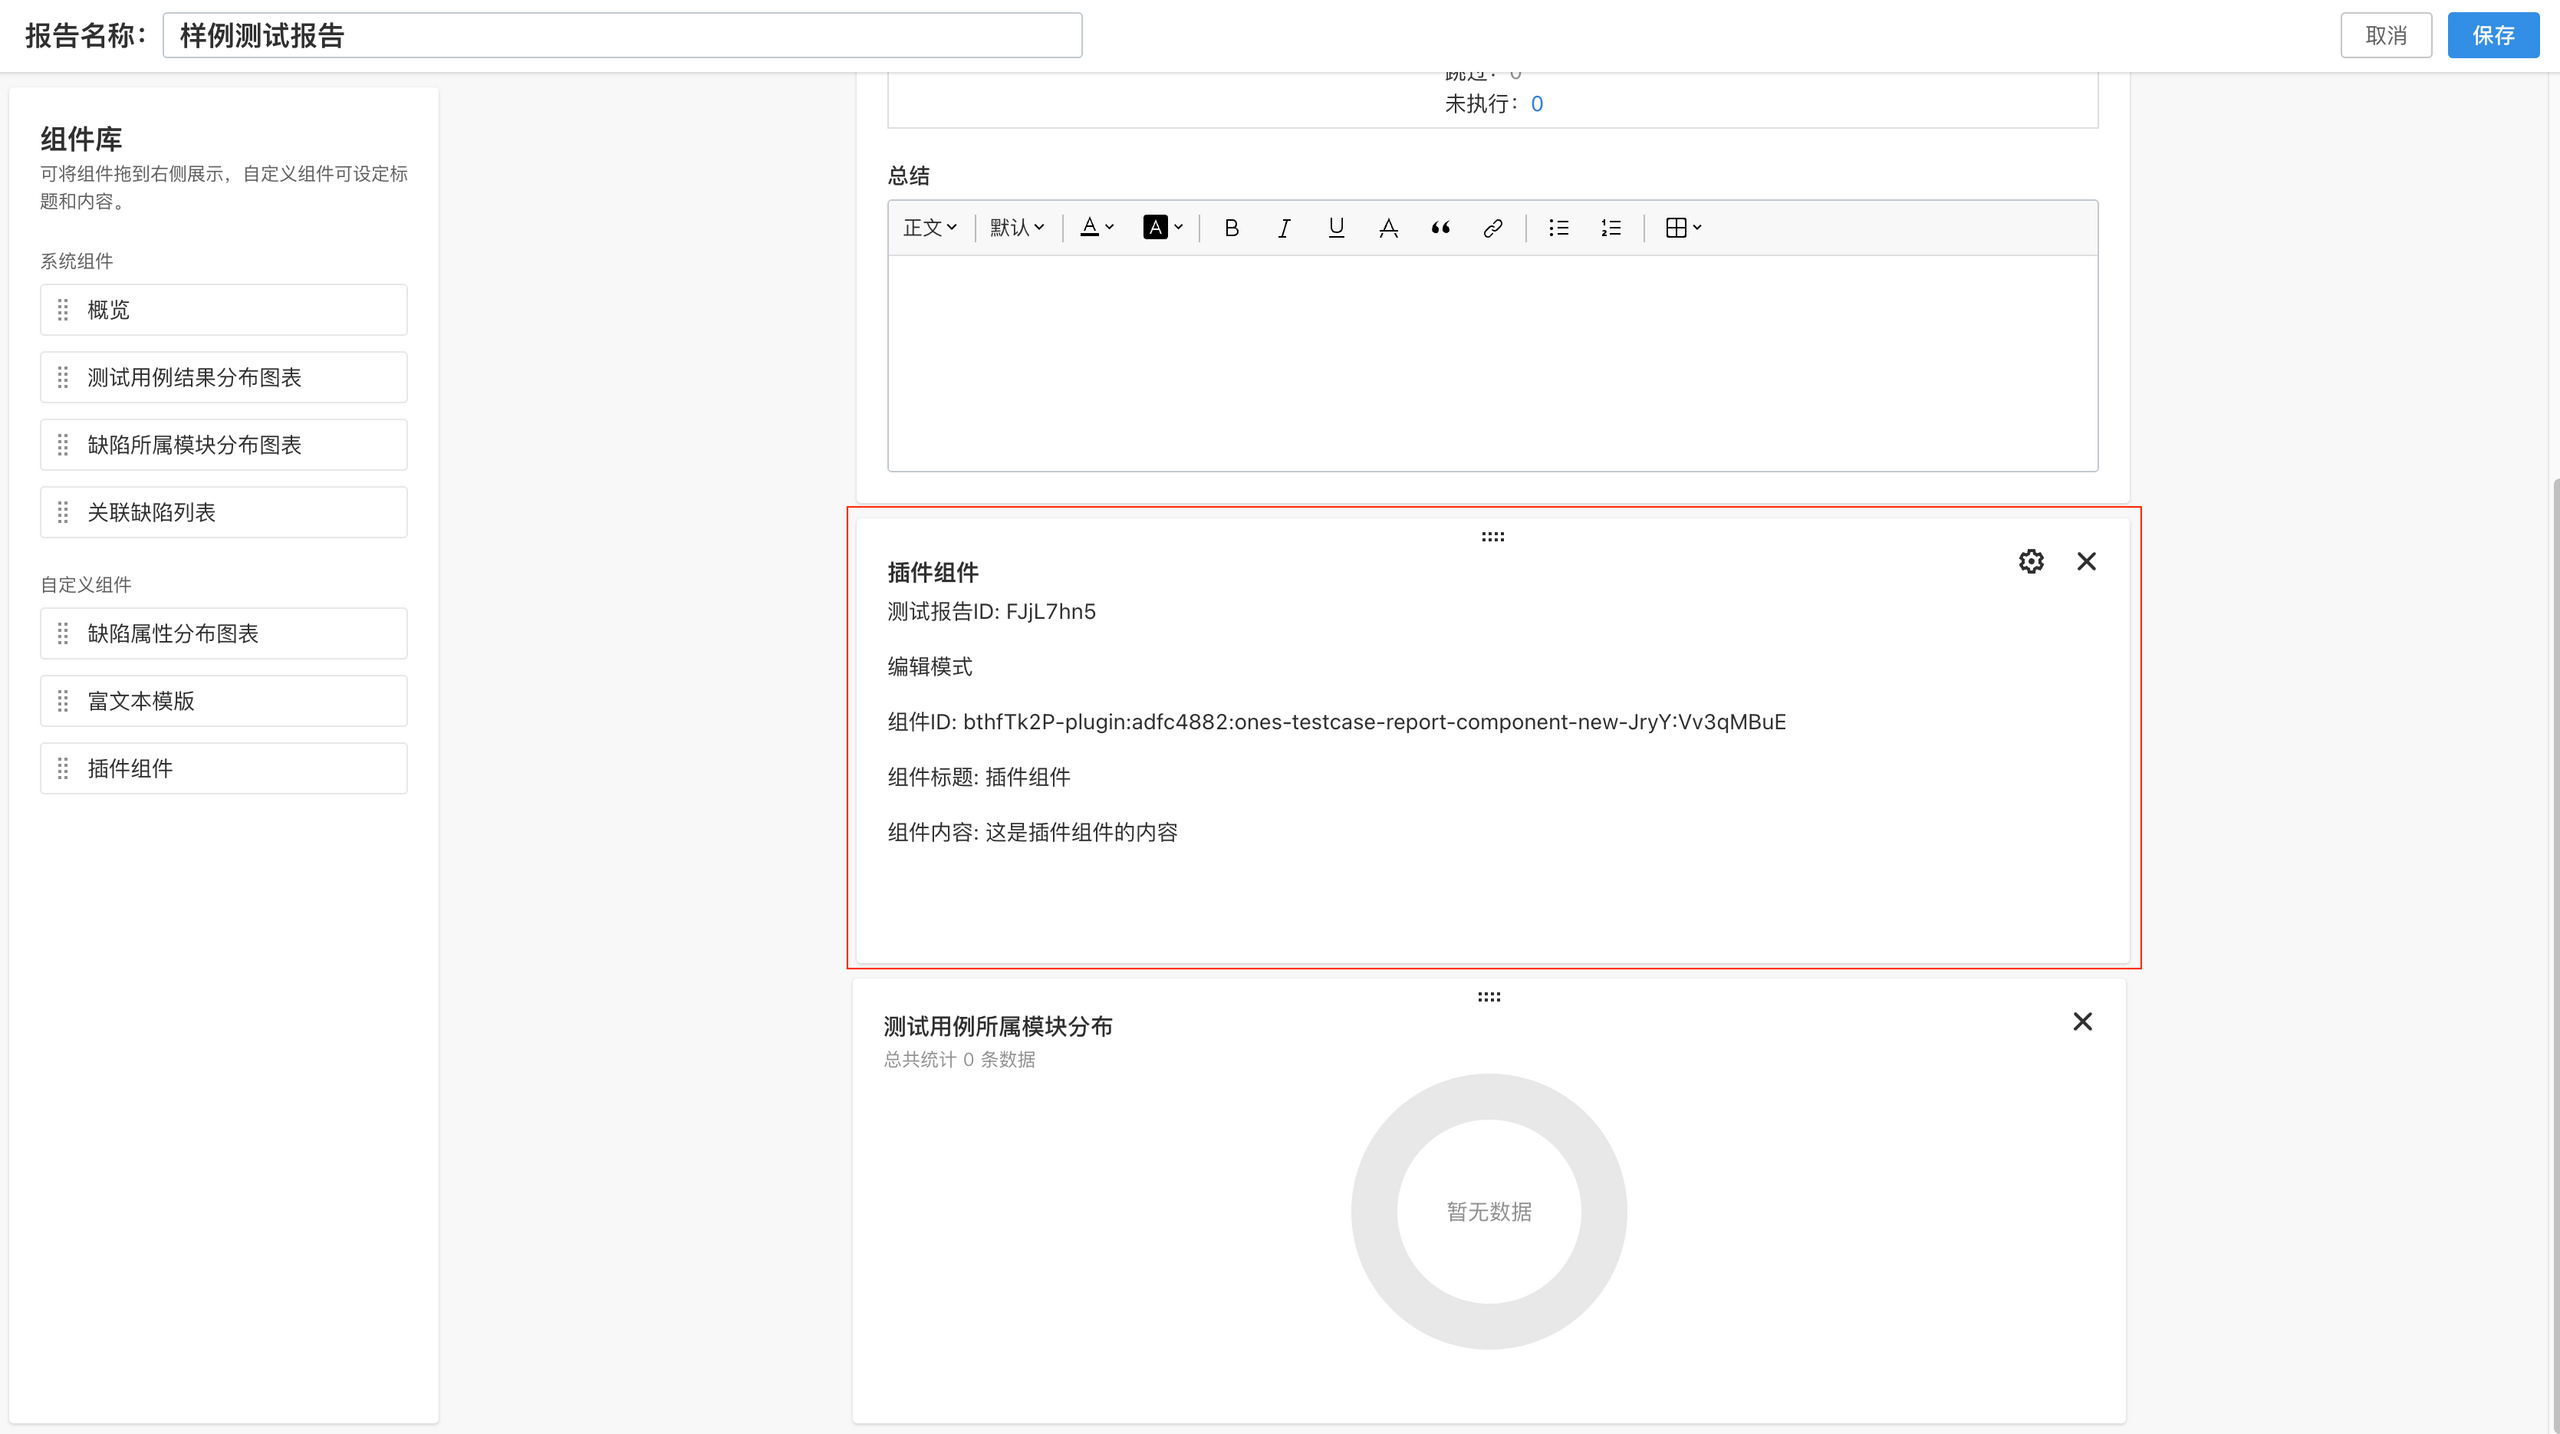 报告名称：
样例测试报告
取消
保存
组件库
可将组件拖到右侧展示，自定义组件可设定标
题和内容。
系统组件
概览
测试用例结果分布图表
缺陷所属模块分布图表
关联缺陷列表
自定义组件
缺陷属性分布图表
富文本模版
插件组件
跳过：0
未执行：0
总结
正文 默认 A A B I U A
插件组件
测试报告ID: FJjL7hn5
编辑模式
组件ID: bthfTk2P-plugin:adfc4882:ones-testcase-report-component-new-JryY:Vv3qMBuE
组件标题: 插件组件
组件内容: 这是插件组件的内容
测试用例所属模块分布
总共统计 0 条数据
暂无数据